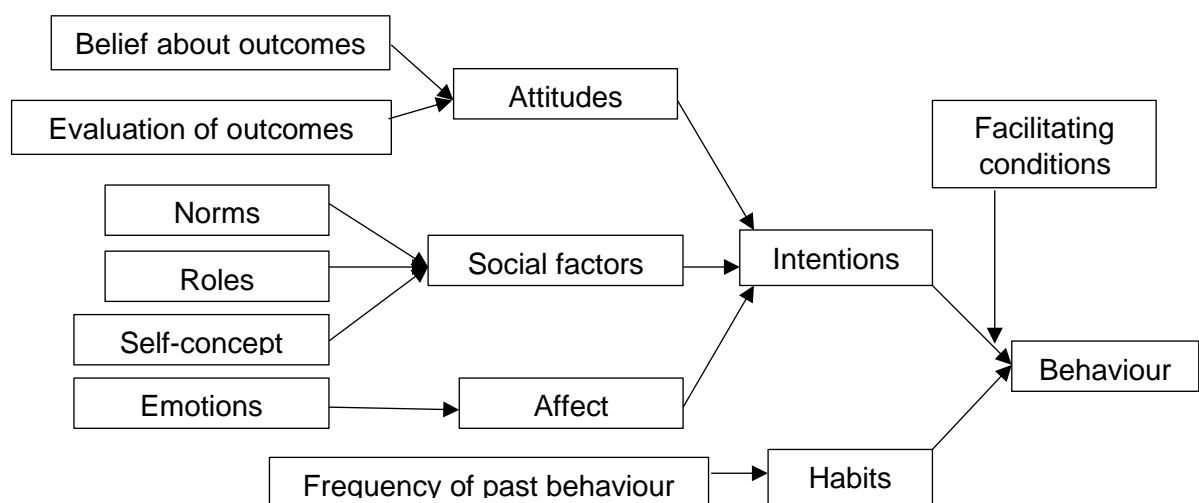 Belief about outcomes
Evaluation of outcomes
Attitudes
Facilitating
conditions
Norms
Roles
Self-concept
Social factors
Intentions
Emotions
Affect
Behaviour
Frequency of past behaviour
Habits